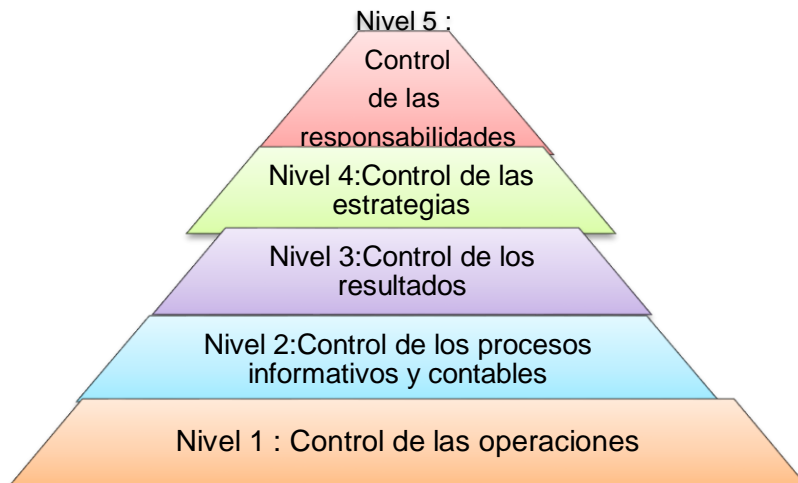 Nivel 5 :
Control
de las
responsabilidades
Nivel 4:Control de las
estrategias
Nivel 3:Control de los
resultados
Nivel 2:Control de los procesos
informativos y contables
Nivel 1 : Control de las operaciones